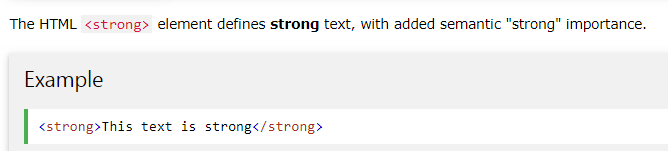 The HTML <strong> element defines strong text, with added semantic "strong" importance.
Example
<strong>This text is strong</strong>